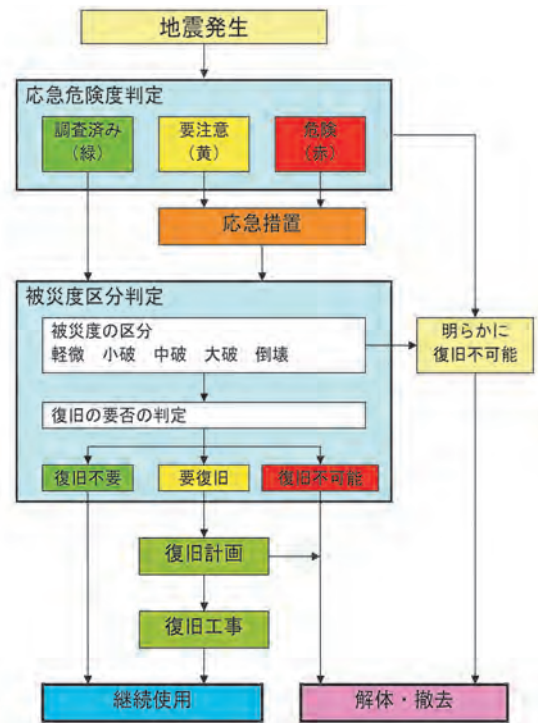 地震発生
応急危険度判定
調査済み
(緑)
要注意
(黄)
危険
(赤)
応急措置
被災度区分判定
被災度の区分
軽微 小破 中破 大破 倒壊
明らかに
復旧不可能
復旧の要否の判定
復旧不要
要復旧
復旧不可能
復旧計画
復旧工事
継続使用
解体・撤去